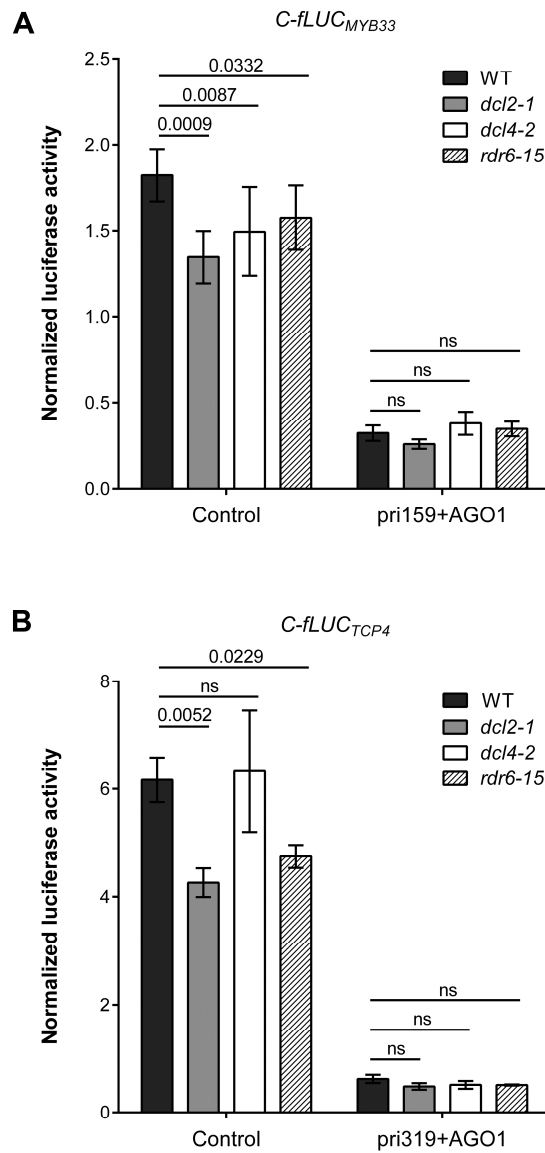 A
C-fLUC_MYB33
Normalized luciferase activity
2.5
2.0
1.5
1.0
0.5
0.0
0.0332
0.0087
0.0009
WT
dcl2-1
dcl4-2
rdr6-15
ns
ns
ns
Control
pri159+AGO1
B
C-fLUC_TCP4
Normalized luciferase activity
8
6
4
2
0
0.0229
ns
0.0052
WT
dcl2-1
dcl4-2
rdr6-15
ns
ns
ns
Control
pri319+AGO1